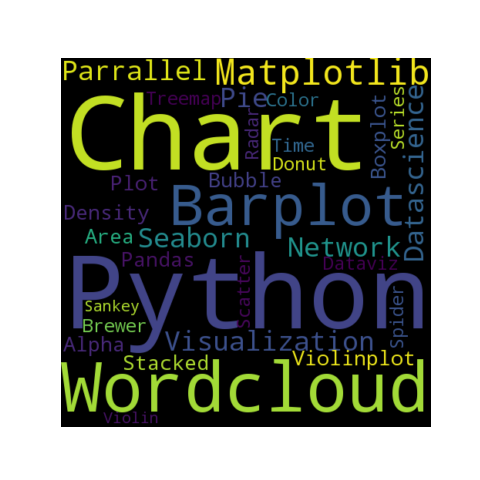 Parrallel Matplotlib
Treemap Pie Color
Chart
Radar
Time
Donut
Boxplot
Series
Datascience
Plot Bubble
Density Barplot
Area Seaborn Network
Pandas Dataviz
Python
Scatter
Spider
Sankey
Brewer
Alpha Visualization
Stacked Violinplot
Wordcloud
Violin